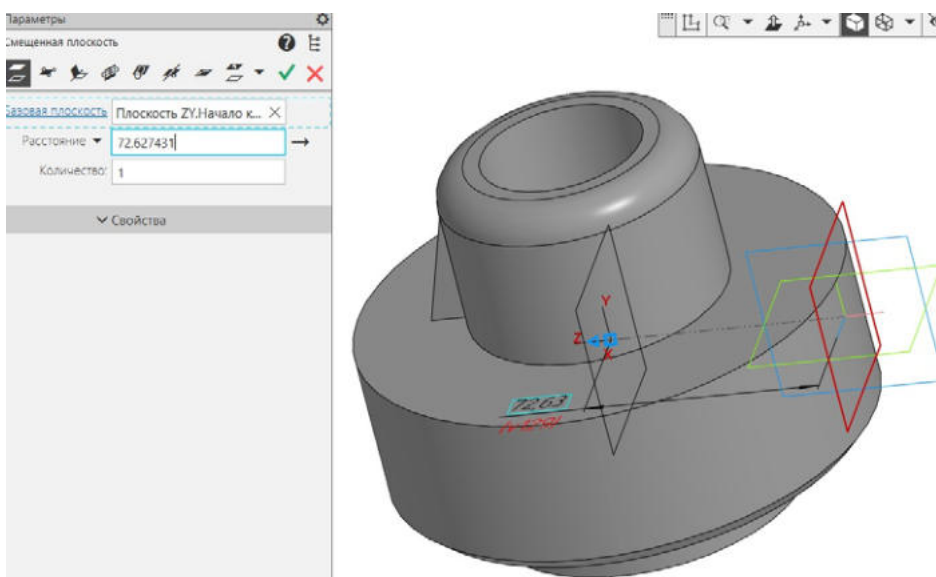 Параметры
Смещенная плоскость
Базовая плоскость Плоскость ZY.Начало к...
Расстояние 72.627431
Количество: 1
Свойства
Y
Z
X
72,63